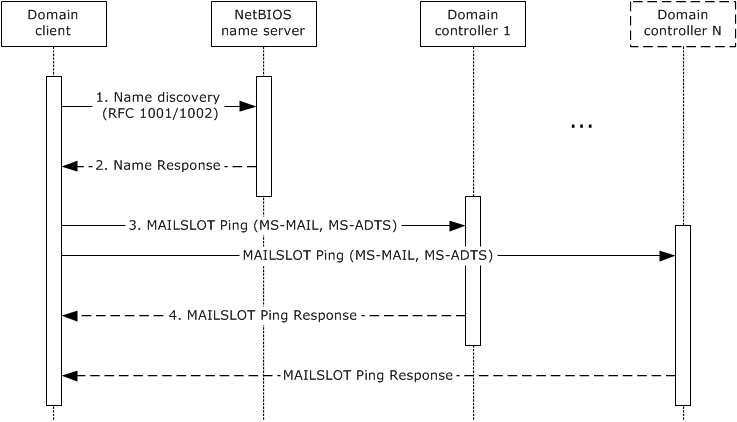 Domain
client
NetBIOS
name server
Domain
controller 1
Domain
controller N
1. Name discovery
(RFC 1001/1002)
...
2. Name Response
3. MAILSLOT Ping (MS-MAIL, MS-ADTS)
MAILSLOT Ping (MS-MAIL, MS-ADTS)
4. MAILSLOT Ping Response
MAILSLOT Ping Response